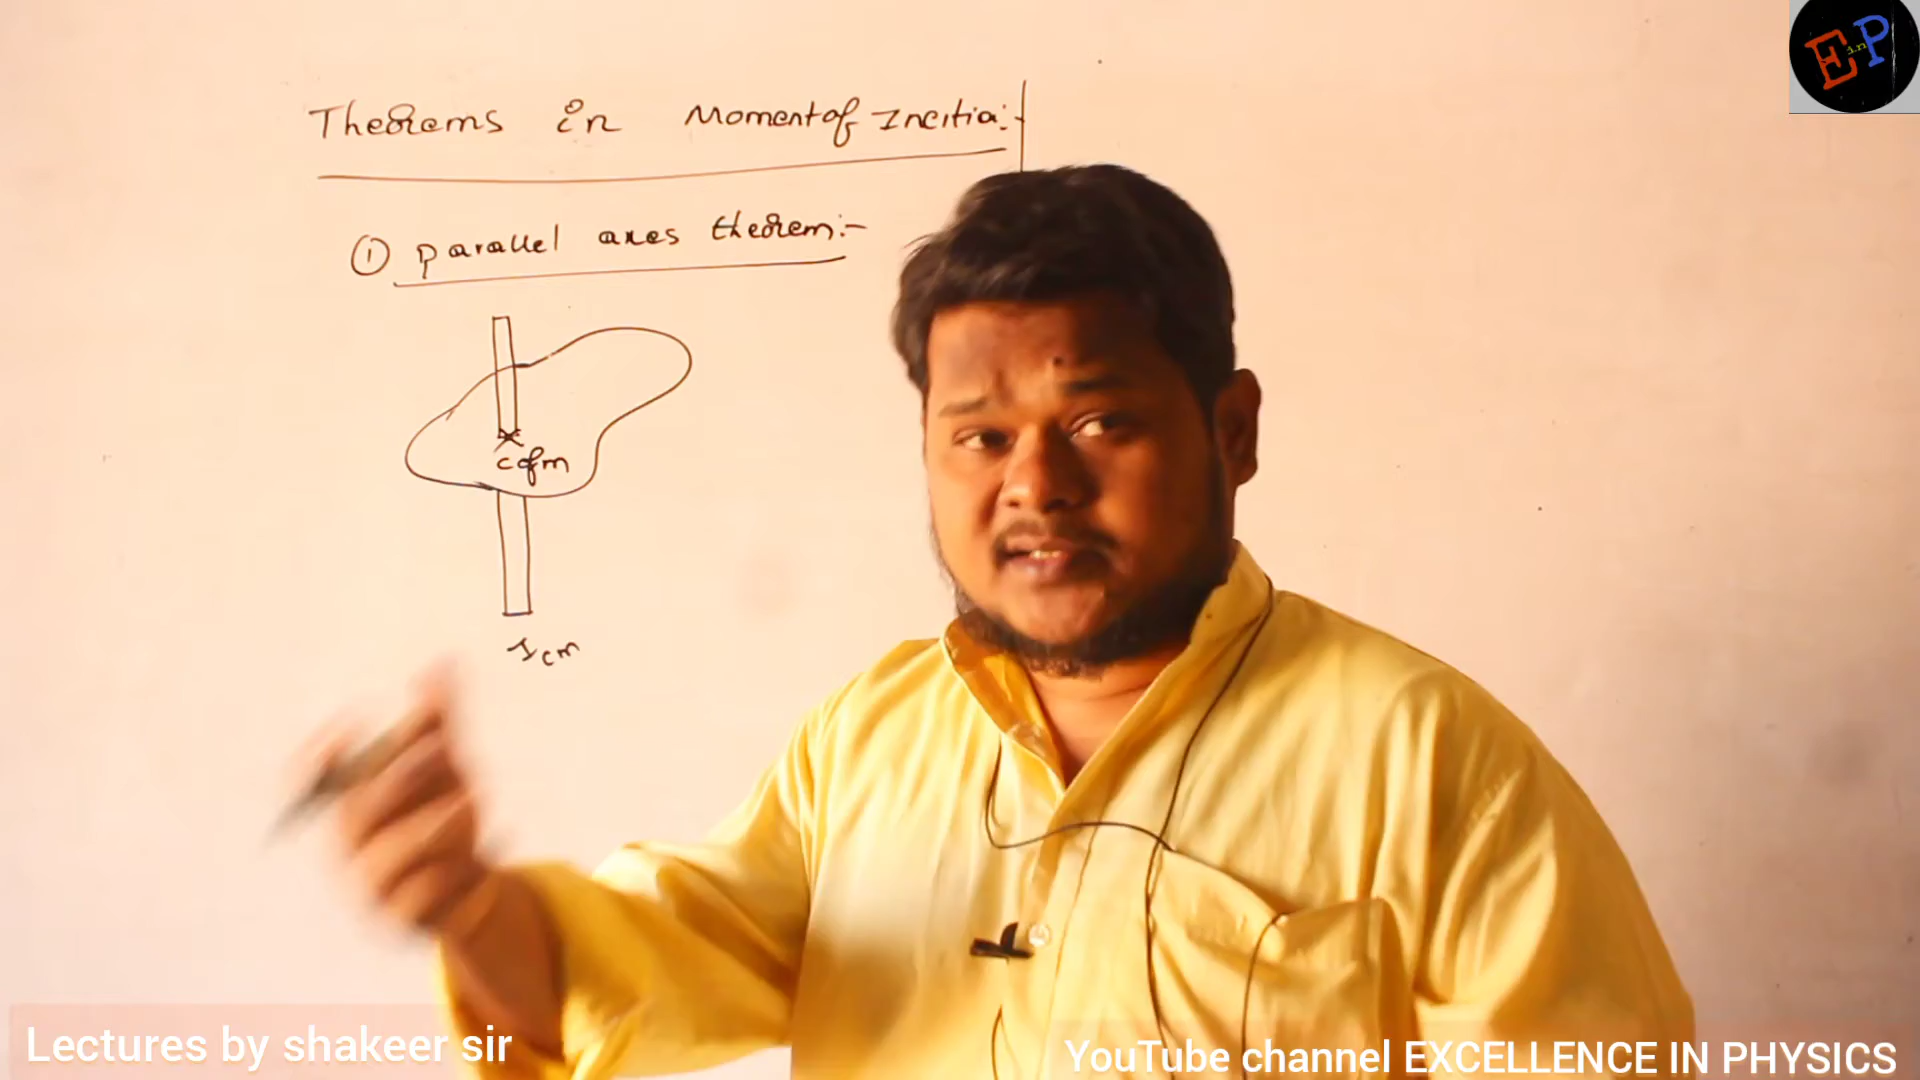 Theorems in Moment of Inertia:-
① parallel axes theorem:-
c of m
Icm
E in P
Lectures by shakeer sir
YouTube channel EXCELLENCE IN PHYSICS